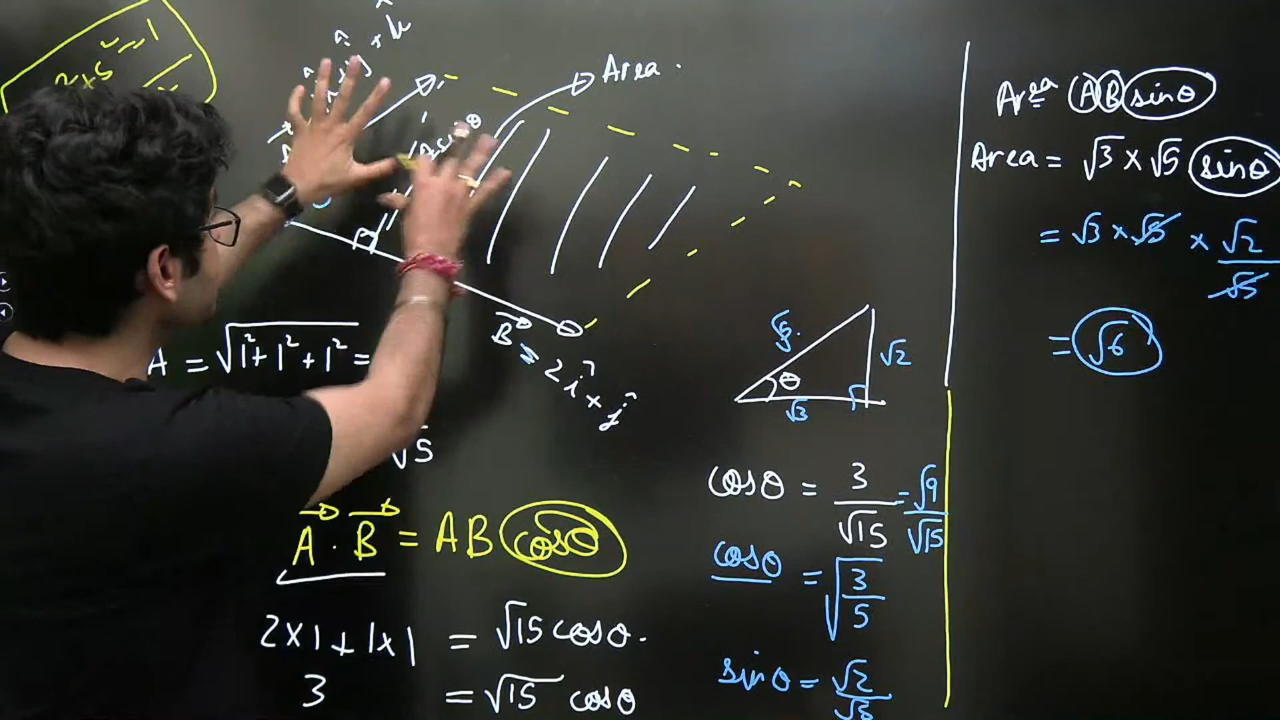 Area.
B⃗ = 2î × ĵ
A = √1²+1²+1² =
√5
A⃗ · B⃗ = AB cosθ
2×1 + 1×1 = √15 cosθ.
3 = √15 cosθ
√5.
θ
√2
√3
cosθ = 3/√15 = √9/√15
cosθ = √3/5
sinθ = √2/√5
Area AB sinθ
Area = √3 × √5 sinθ
= √3 × √5 × √2/√5
= √6